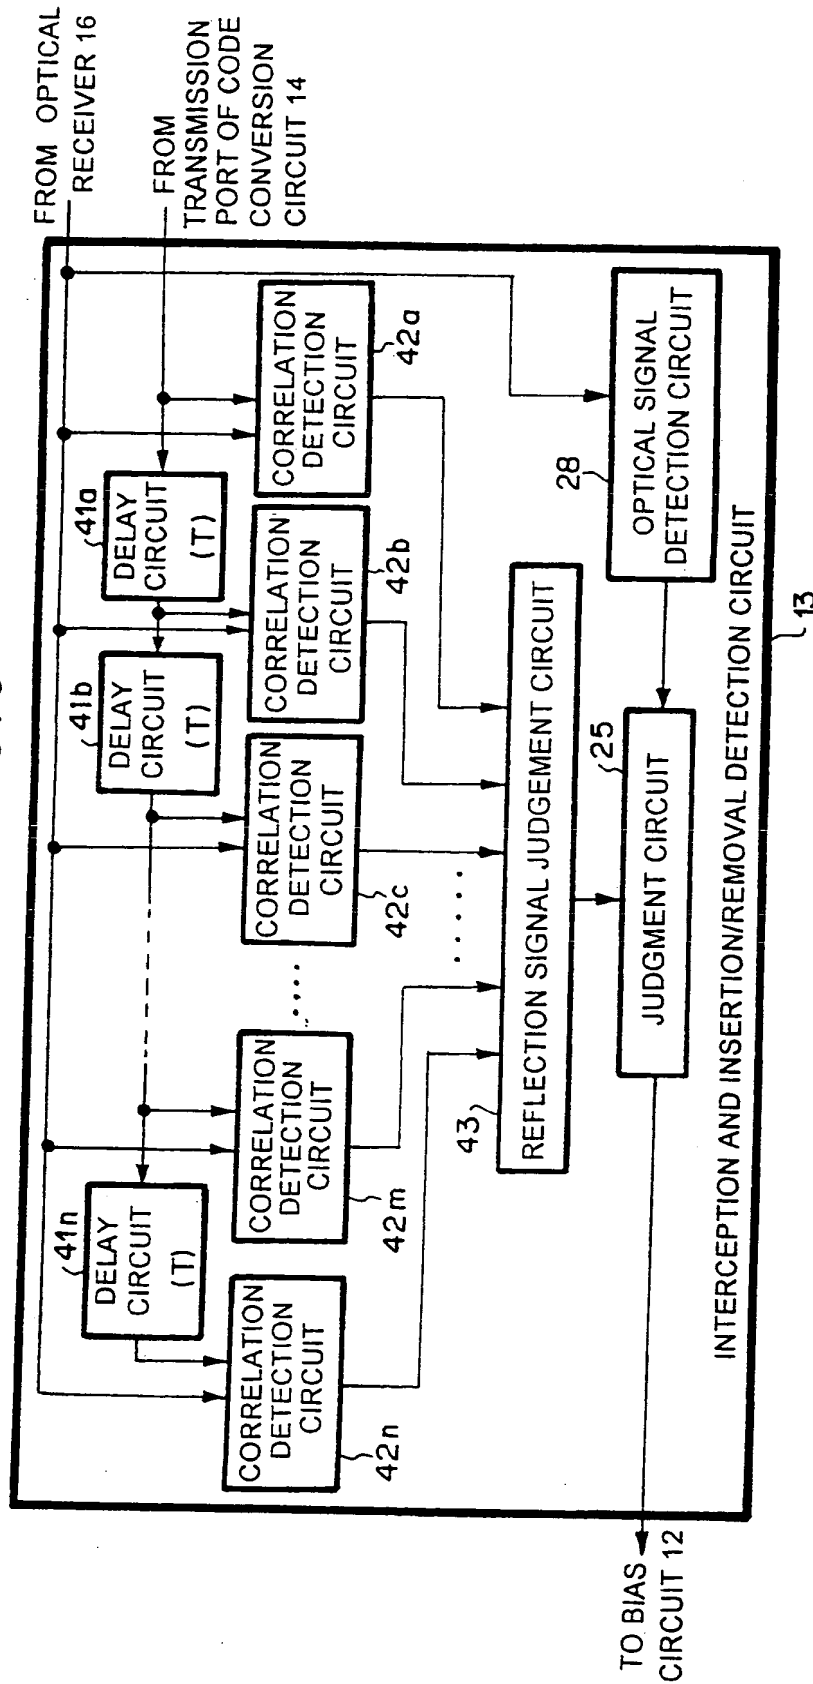 FROM OPTICAL
RECEIVER 16
FROM
TRANSMISSION
PORT OF CODE
CONVERSION
CIRCUIT 14
41n
DELAY
CIRCUIT
(T)
41b
DELAY
CIRCUIT
(T)
41a
DELAY
CIRCUIT
(T)
CORRELATION
DETECTION
CIRCUIT
42n
CORRELATION
DETECTION
CIRCUIT
42m
....
CORRELATION
DETECTION
CIRCUIT
42c
CORRELATION
DETECTION
CIRCUIT
42b
CORRELATION
DETECTION
CIRCUIT
42a
.....
43
REFLECTION SIGNAL JUDGEMENT CIRCUIT
28
OPTICAL SIGNAL
DETECTION CIRCUIT
25
JUDGMENT CIRCUIT
TO BIAS
CIRCUIT 12
INTERCEPTION AND INSERTION/REMOVAL DETECTION CIRCUIT
13